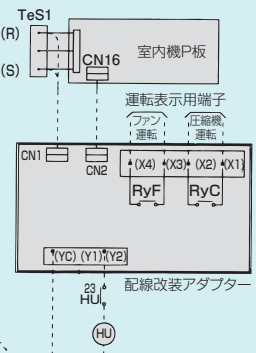 TeS1
(R)
(S)
CN16
室内機P板
運転表示用端子
ファン
運転
圧縮機
運転
CN1
CN2
(X4) (X3) (X2) (X1)
RyF
RyC
(YC) (Y1) (Y2)
配線改装アダプター
23
HU
HU
、